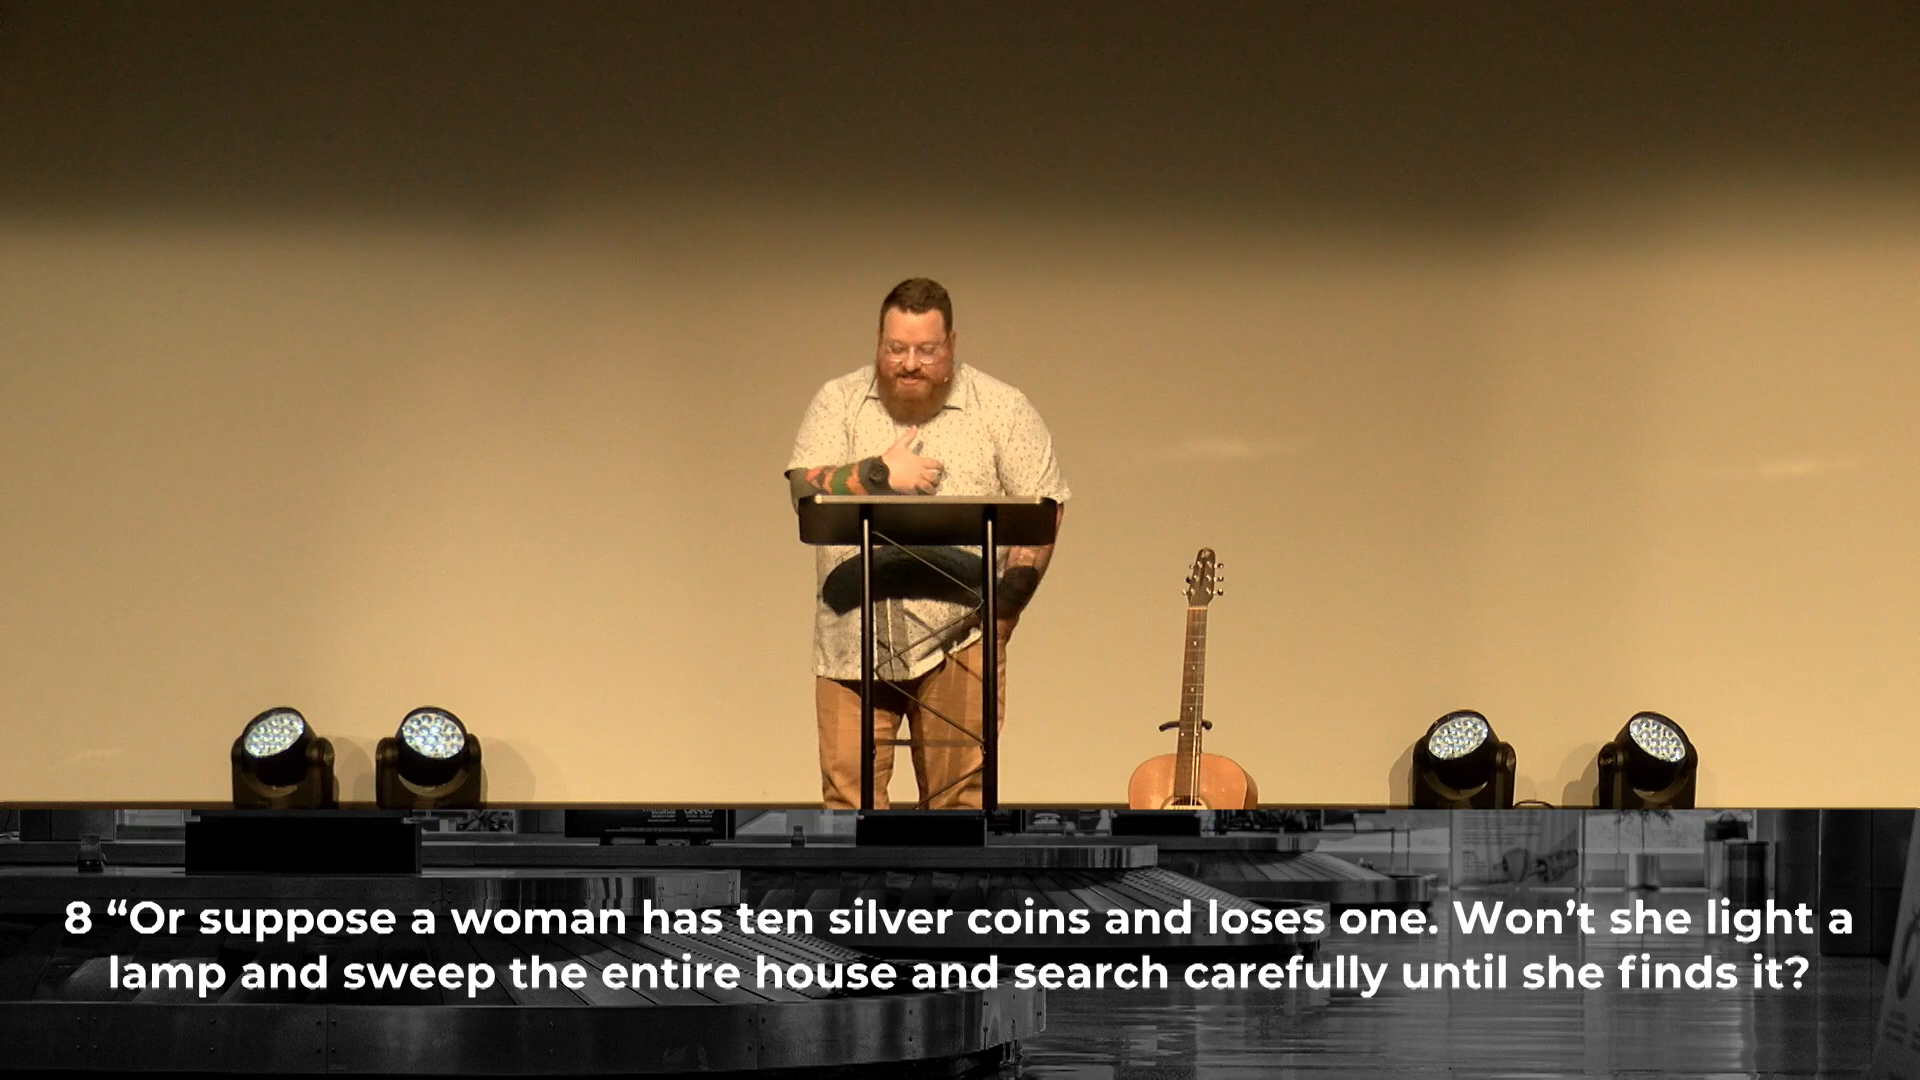 8 “Or suppose a woman has ten silver coins and loses one. Won’t she light a
lamp and sweep the entire house and search carefully until she finds it?